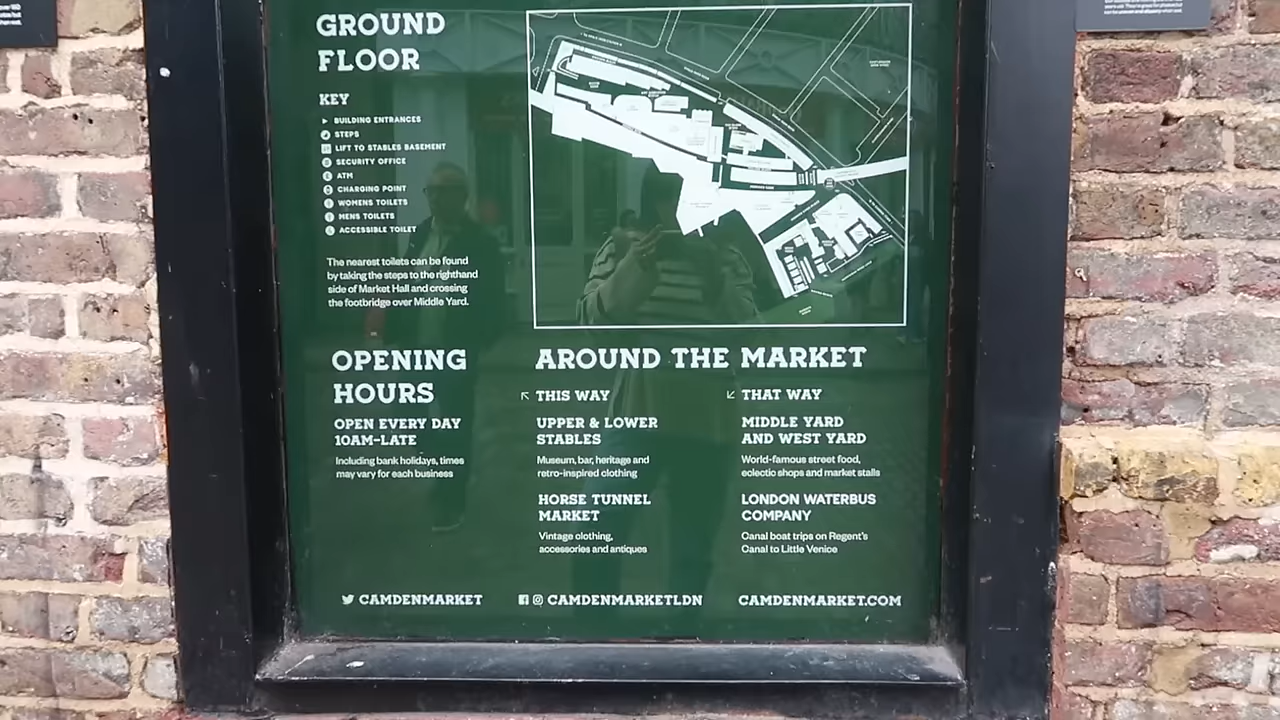 GROUND
FLOOR
KEY
BUILDING ENTRANCES
STEPS
LIFT TO STABLES BASEMENT
SECURITY OFFICE
ATM
CHARGING POINT
WOMENS TOILETS
MENS TOILETS
ACCESSIBLE TOILET
The nearest toilets can be found
by taking the steps to the righthand
side of Market Hall and crossing
the footbridge over Middle Yard.
OPENING
HOURS
OPEN EVERY DAY
10AM-LATE
Including bank holidays, times
may vary for each business
AROUND THE MARKET
THIS WAY
UPPER & LOWER
STABLES
Museum, bar, heritage and
retro-inspired clothing
HORSE TUNNEL
MARKET
Vintage clothing,
accessories and antiques
THAT WAY
MIDDLE YARD
AND WEST YARD
World-famous street food,
eclectic shops and market stalls
LONDON WATERBUS
COMPANY
Canal boat trips on Regent's
Canal to Little Venice
CAMDENMARKET
CAMDENMARKETLDN
CAMDENMARKET.COM